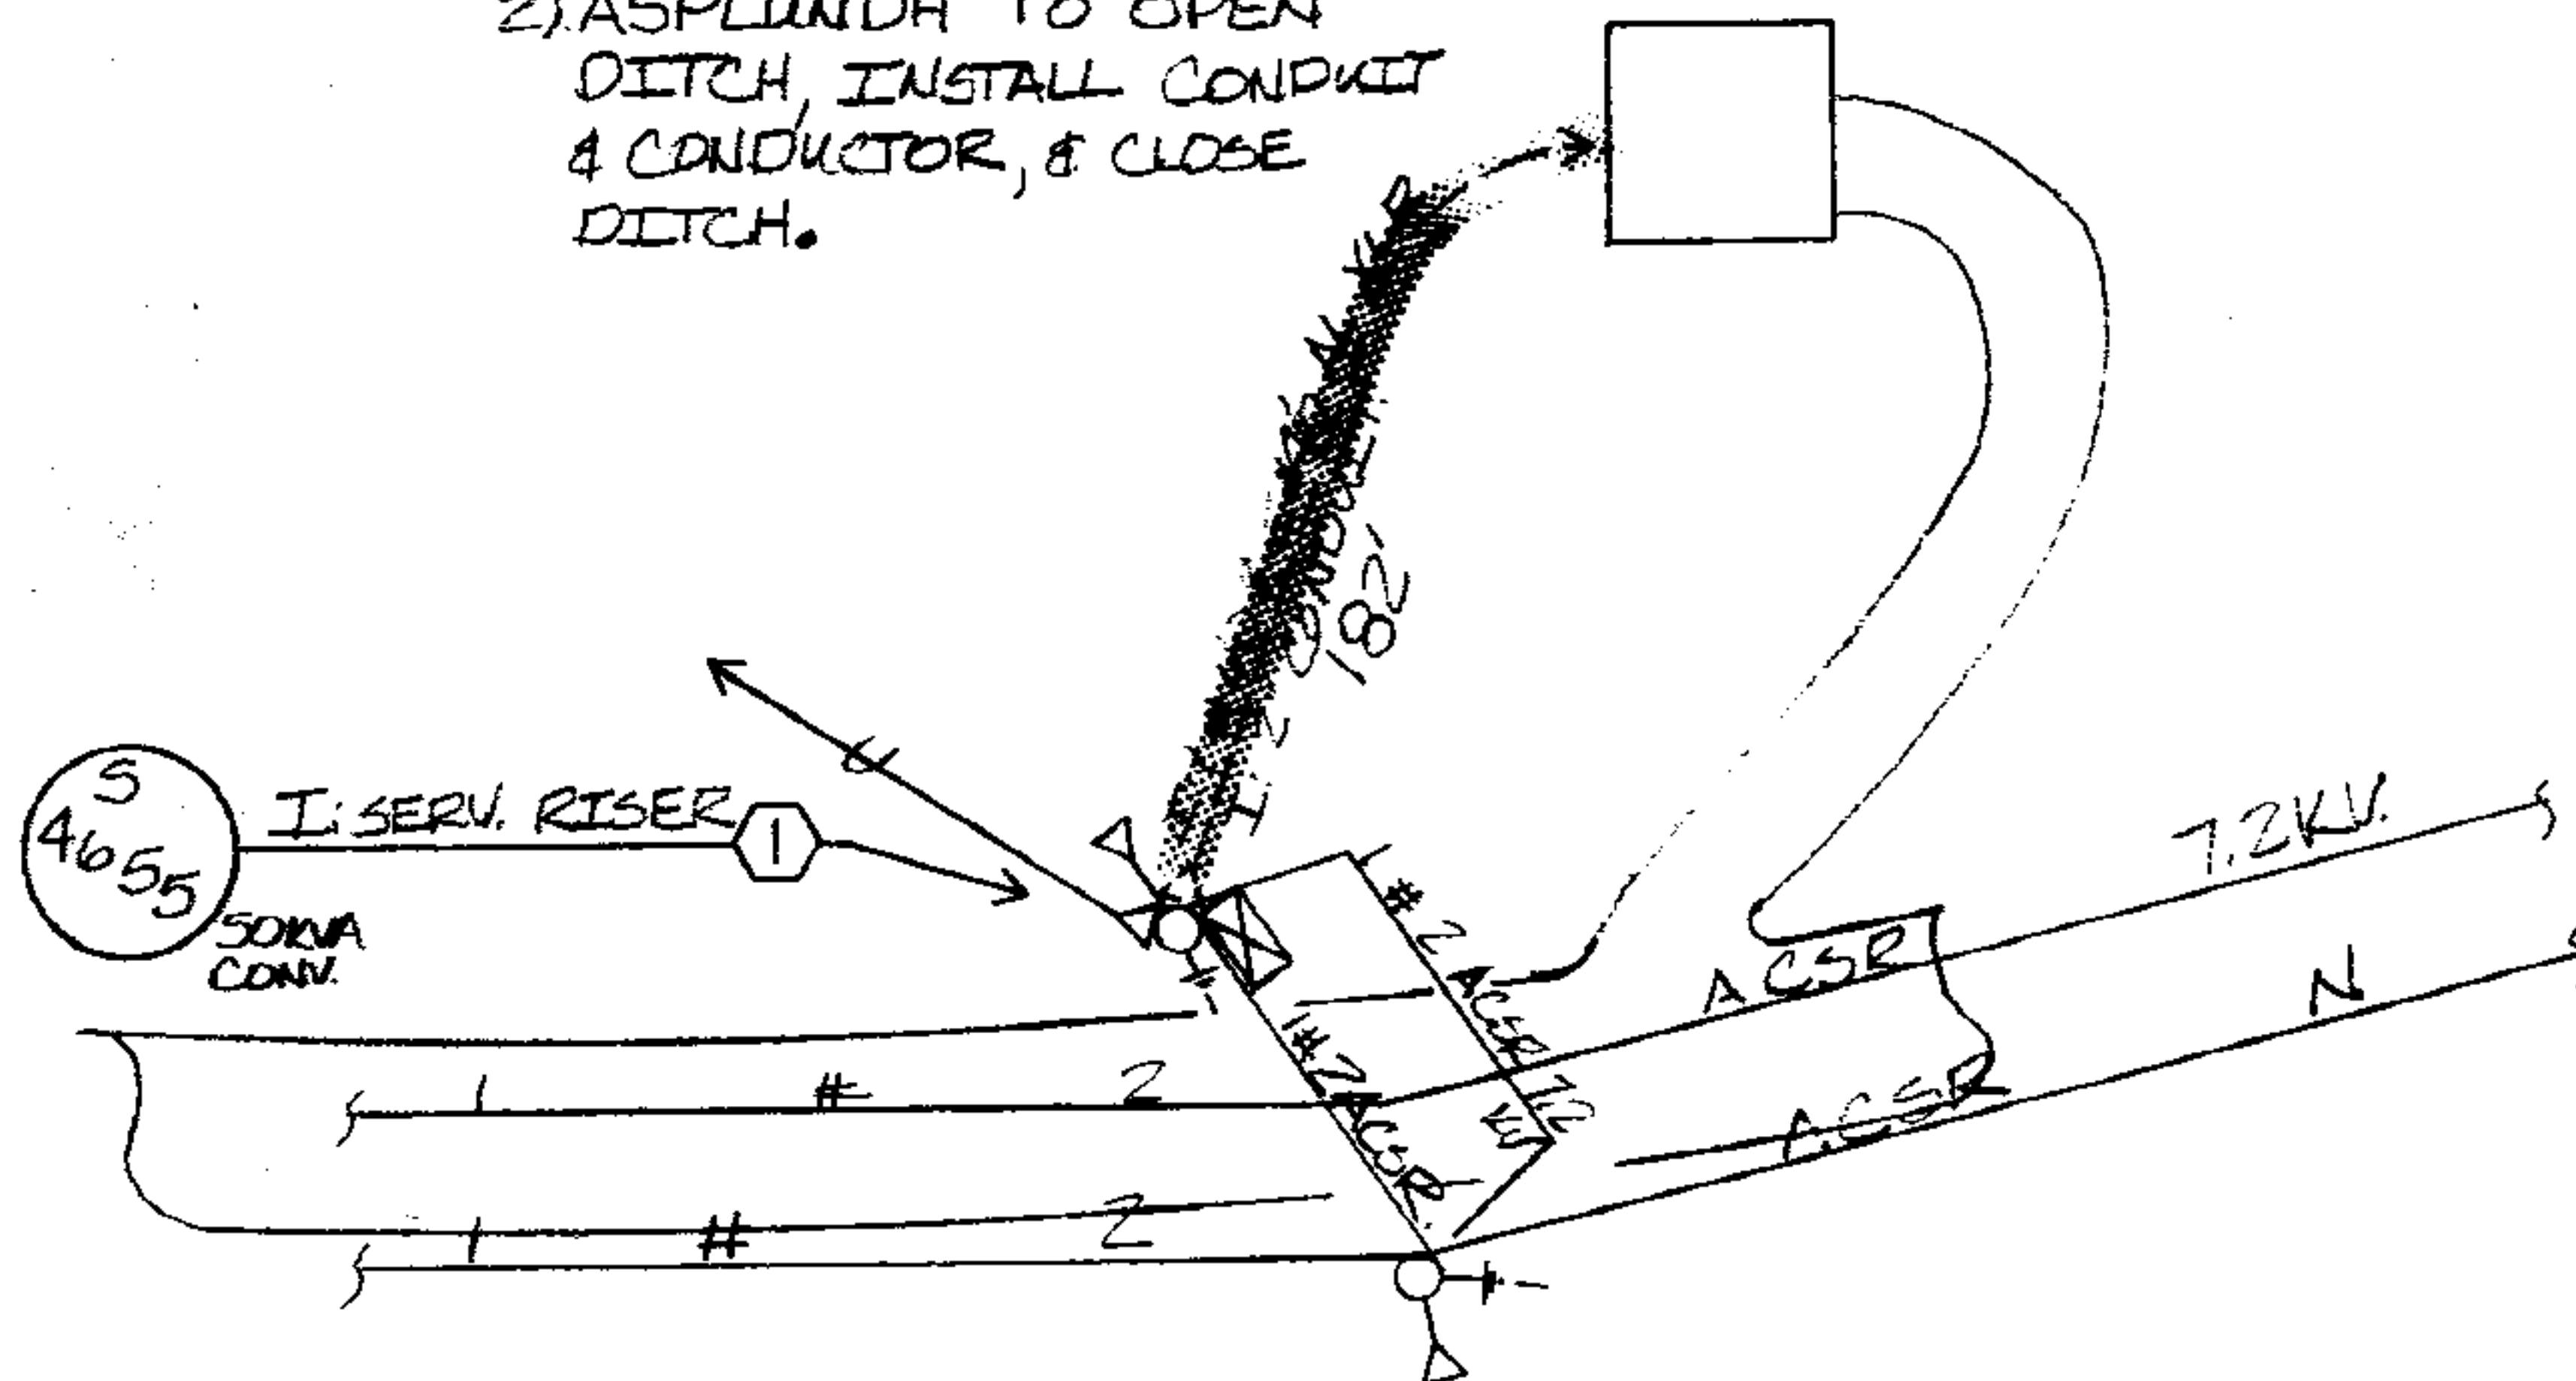 2). ASPLUNDH TO OPEN
DITCH, INSTALL CONDUIT
& CONDUCTOR, & CLOSE
DITCH.
182'
S
4655
50KVA
CONV.
I: SERV. RISER
1
7.2KV.
1 # 2 ACSR
N
1 # 2 ACSR
# 2 ACSR 7.2
1#2 ACSR